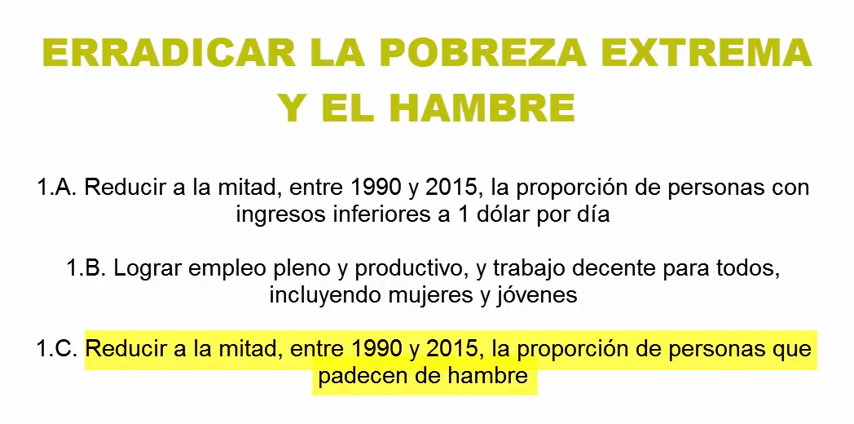 ERRADICAR LA POBREZA EXTREMA
Y EL HAMBRE
1.A. Reducir a la mitad, entre 1990 y 2015, la proporción de personas con
ingresos inferiores a 1 dólar por día
1.B. Lograr empleo pleno y productivo, y trabajo decente para todos,
incluyendo mujeres y jóvenes
1.C. Reducir a la mitad, entre 1990 y 2015, la proporción de personas que
padecen de hambre